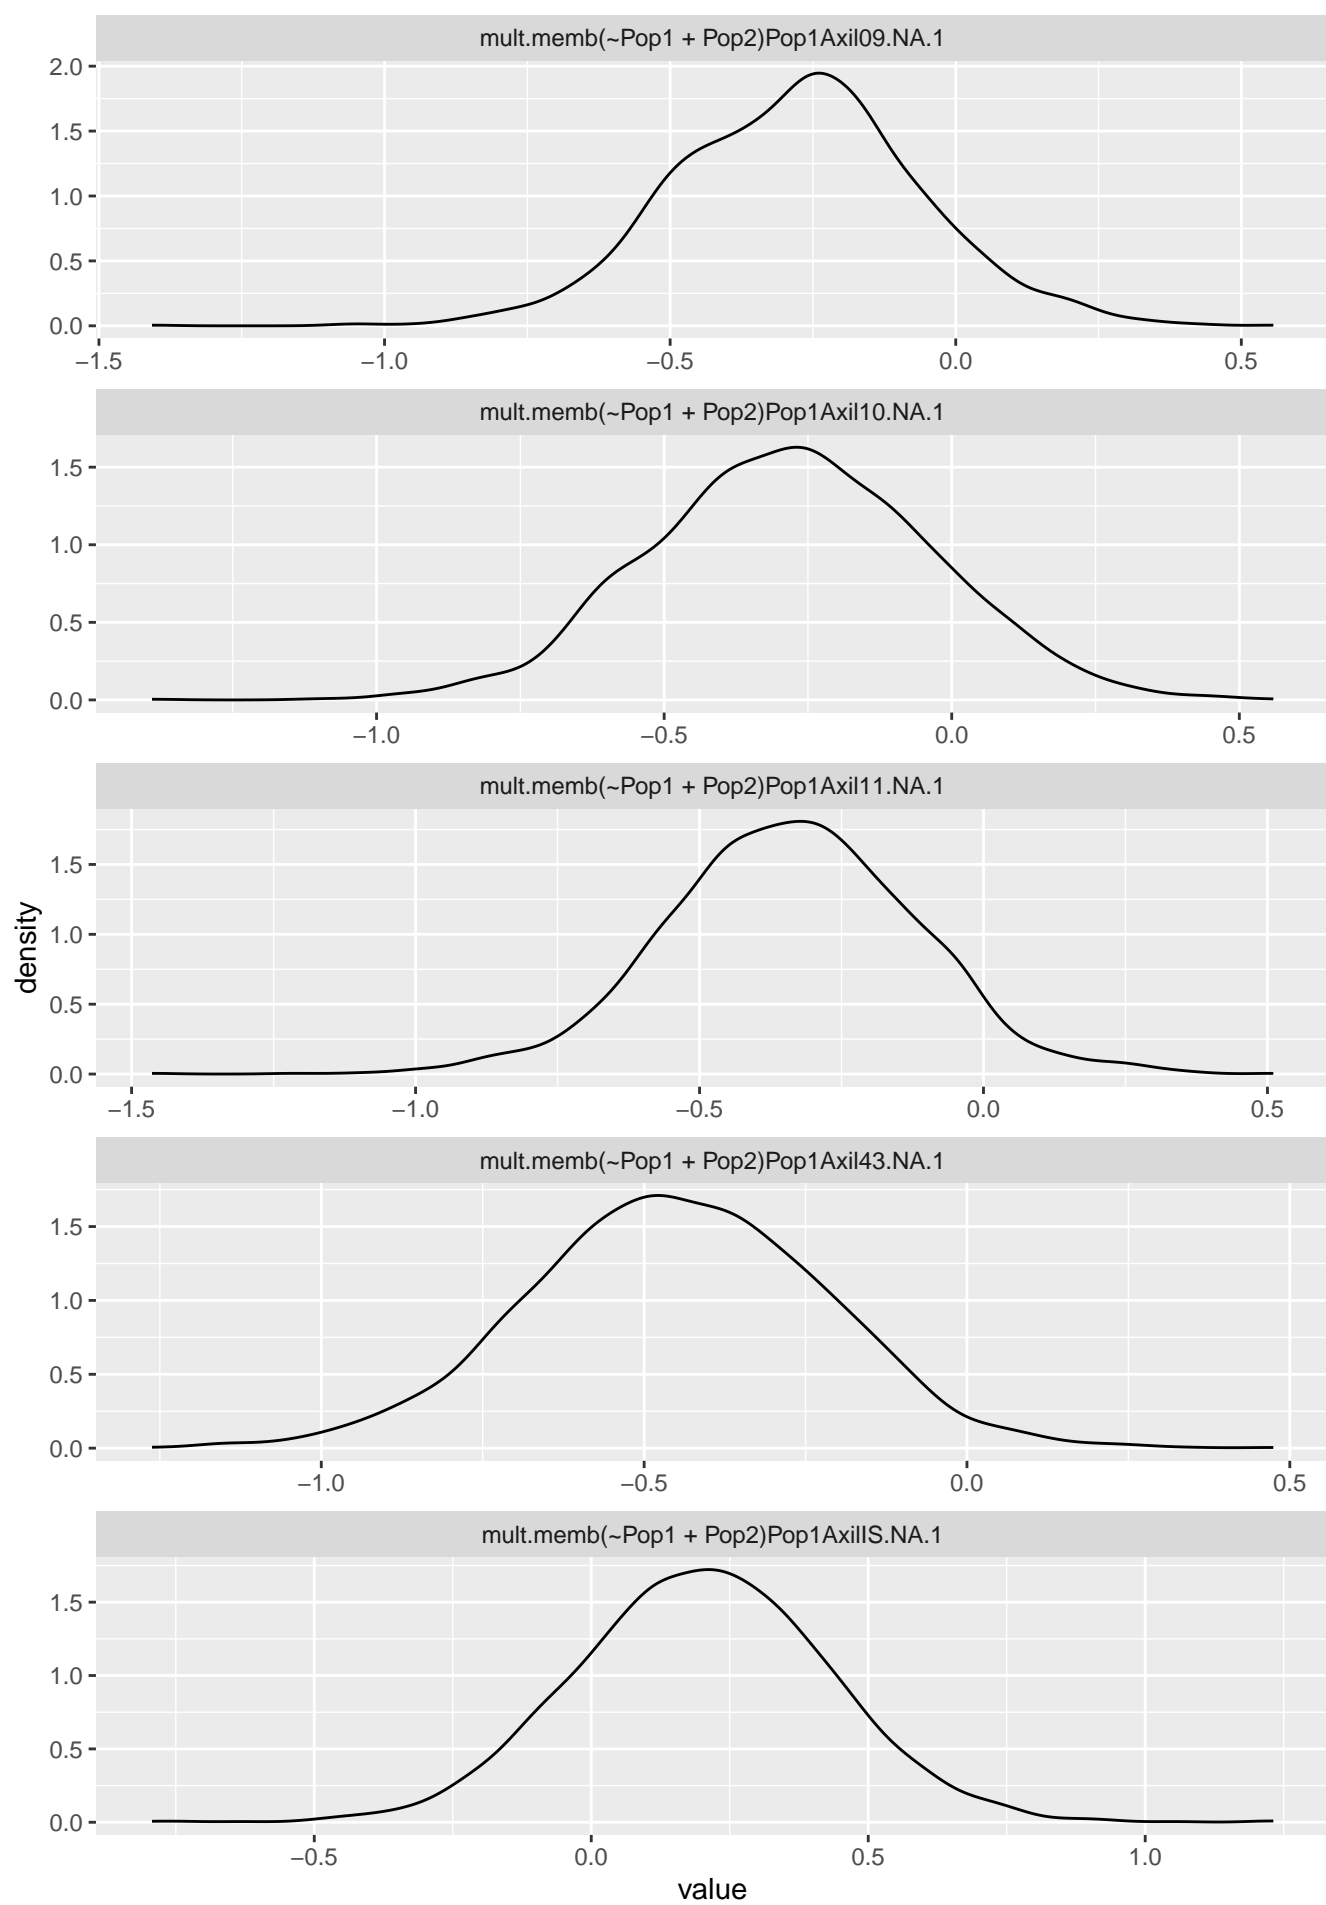 mult.memb(~Pop1 + Pop2)Pop1Axil09.NA.1
2.0
1.5
1.0
0.5
0.0
−1.5 −1.0 −0.5 0.0 0.5
mult.memb(~Pop1 + Pop2)Pop1Axil10.NA.1
1.5
1.0
0.5
0.0
−1.0 −0.5 0.0 0.5
mult.memb(~Pop1 + Pop2)Pop1Axil11.NA.1
1.5
1.0
0.5
0.0
−1.5 −1.0 −0.5 0.0 0.5
density
mult.memb(~Pop1 + Pop2)Pop1Axil43.NA.1
1.5
1.0
0.5
0.0
−1.0 −0.5 0.0 0.5
mult.memb(~Pop1 + Pop2)Pop1AxilIS.NA.1
1.5
1.0
0.5
0.0
−0.5 0.0 0.5 1.0
value